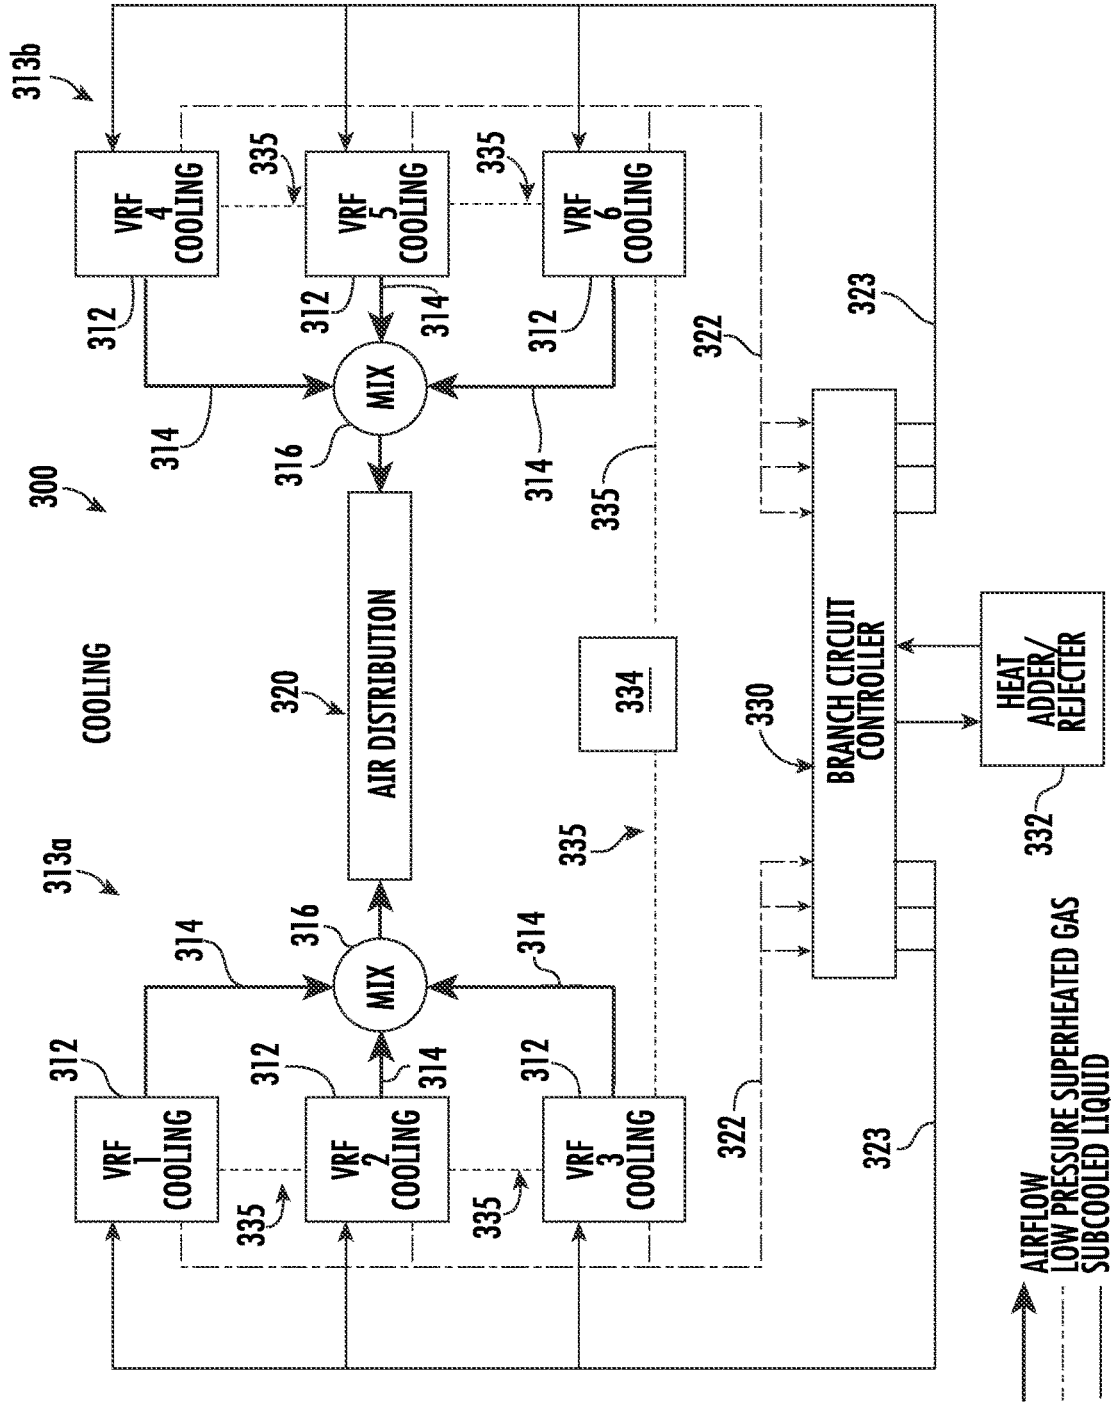 COOLING
300
313a
313b
VRF
1
COOLING
312
314
VRF
4
COOLING
312
314
335
335
VRF
2
COOLING
312
314
MIX
316
320
AIR DISTRIBUTION
MIX
316
VRF
5
COOLING
312
314
335
335
VRF
3
COOLING
312
314
VRF
6
COOLING
312
314
335
334
335
322
322
330
BRANCH CIRCUIT
CONTROLLER
323
323
332
HEAT
ADDER/
REJECTER
AIRFLOW
LOW PRESSURE SUPERHEATED GAS
SUBCOOLED LIQUID